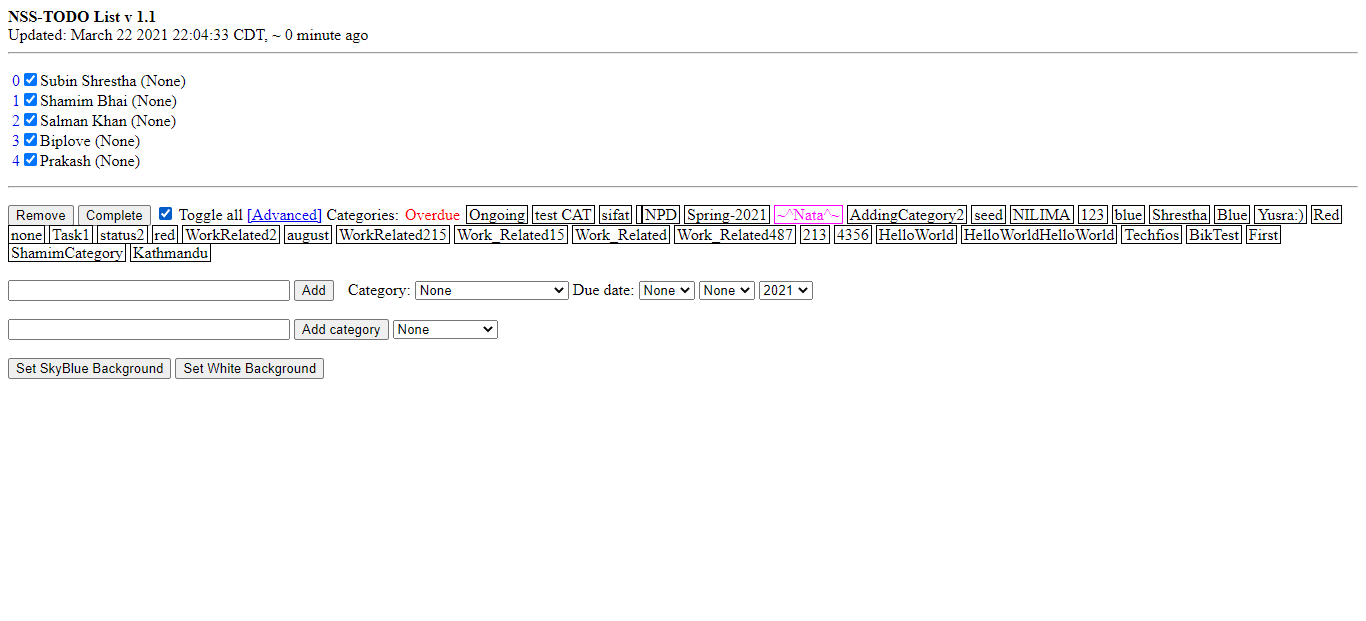 NSS-TODO List v 1.1
Updated: March 22 2021 22:04:33 CDT, ~ 0 minute ago
0 Subin Shrestha (None)
1 Shamim Bhai (None)
2 Salman Khan (None)
3 Biplove (None)
4 Prakash (None)
Remove Complete Toggle all [Advanced] Categories: Overdue Ongoing test CAT sifat NPD Spring-2021 ~^Nata^~ AddingCategory2 seed NILIMA 123 blue Shrestha Blue Yusra:) Red
none Task1 status2 red WorkRelated2 august WorkRelated215 Work_Related15 Work_Related Work_Related487 213 4356 HelloWorld HelloWorldHelloWorld Techfios BikTest First
ShamimCategory Kathmandu
Add Category: None Due date: None None 2021
Add category None
Set SkyBlue Background Set White Background